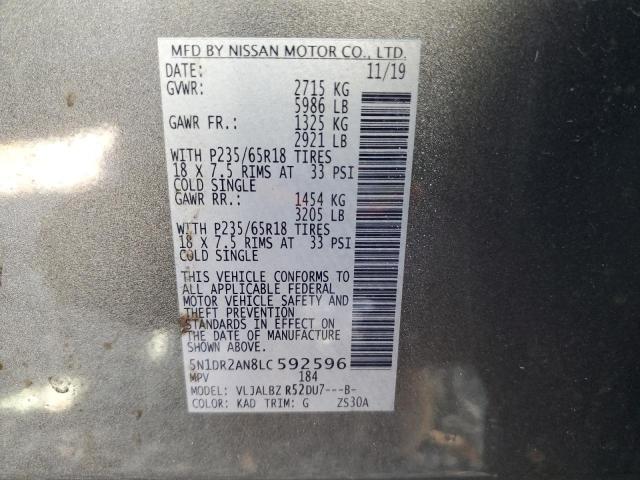 MFD BY NISSAN MOTOR CO., LTD.
DATE: 11/19
GVWR: 2715 KG
5986 LB
GAWR FR.: 1325 KG
2921 LB
WITH P235/65R18 TIRES
18 X 7.5 RIMS AT 33 PSI
COLD SINGLE
GAWR RR.: 1454 KG
3205 LB
WITH P235/65R18 TIRES
18 X 7.5 RIMS AT 33 PSI
COLD SINGLE
THIS VEHICLE CONFORMS TO
ALL APPLICABLE FEDERAL
MOTOR VEHICLE SAFETY AND
THEFT PREVENTION
STANDARDS IN EFFECT ON
THE DATE OF MANUFACTURE
SHOWN ABOVE.
5N1DR2AN8LC592596
MPV 184
MODEL: VLJALBZ R52DU7---B-
COLOR: KAD TRIM: G ZS30A